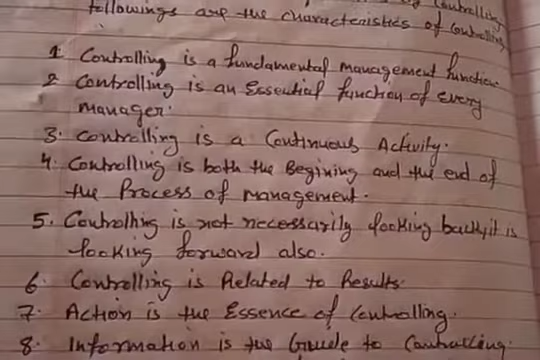 by Controlling
followings are the characteristics of Controlling
1 Controlling is a fundamental management function.
2 Controlling is an Essential function of every
manager.
3. Controlling is a Continuous Activity.
4. Controlling is both the Begining and the end of
the Process of management.
5. Controlling is not necessarily looking back, it is
looking forward also.
6. Controlling is Related to Results.
7. Action is the Essence of Controlling.
8. Information is the Guide to Controlling.